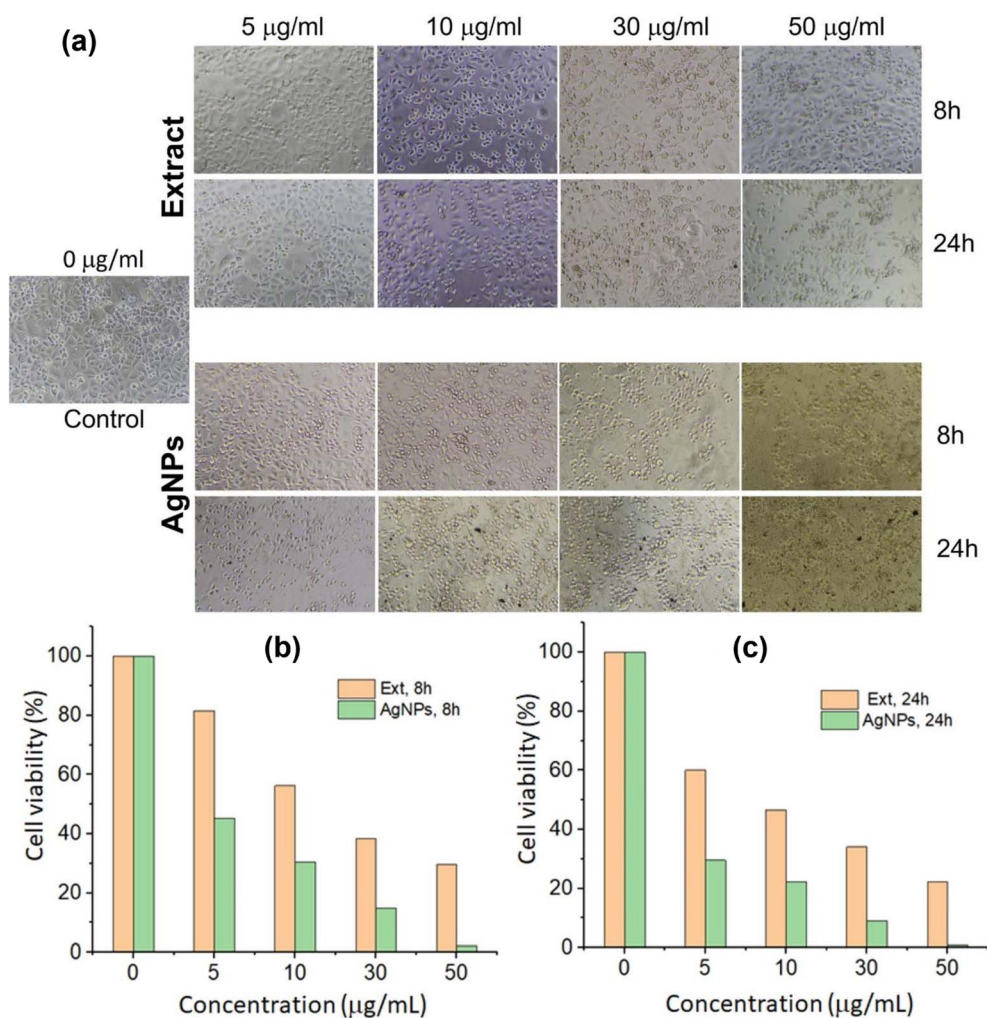 (a)
5 μg/ml 10 μg/ml 30 μg/ml 50 μg/ml
Extract
8h
24h
0 μg/ml
Control
AgNPs
8h
24h
(b)
Ext, 8h
AgNPs, 8h
Cell viability (%)
100
80
60
40
20
0
0 5 10 30 50
Concentration (μg/mL)
(c)
Ext, 24h
AgNPs, 24h
Cell viability (%)
100
80
60
40
20
0
0 5 10 30 50
Concentration (μg/mL)